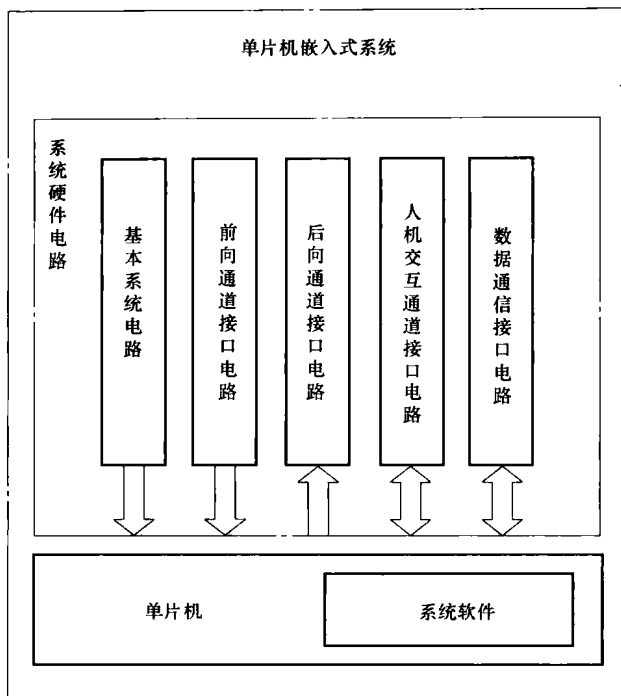 单片机嵌入式系统
系统硬件电路
基本系统电路
前向通道接口电路
后向通道接口电路
人机交互通道接口电路
数据通信接口电路
单片机
系统软件